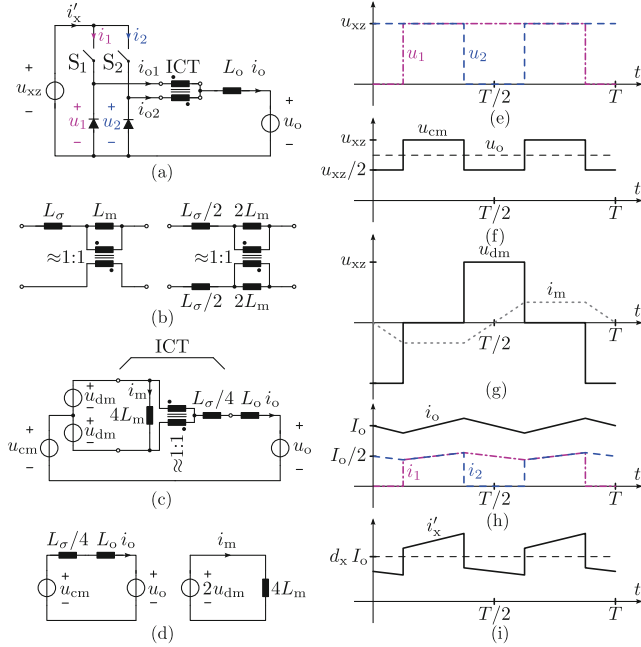 i′x
i1 i2
S1 S2 io1 ICT Lo io
uxz + −
+ u1 − + u2 −
io2
+ uo −
(a)
Lσ Lm Lσ/2 2Lm
≈1:1 ≈1:1
Lσ/2 2Lm
(b)
ICT
+ udm −
im
4Lm
Lσ/4 Lo io
+ udm −
ucm + −
≈1:1
+ uo −
(c)
Lσ/4 Lo io im
+ ucm − + uo − + 2udm − 4Lm
(d)
uxz
u1 u2
T/2 T t
(e)
uxz ucm uo
uxz/2
T/2 T t
(f)
uxz udm
im
T/2 T t
(g)
Io io
Io/2
i1 i2
T/2 T t
(h)
i′x
dx Io
T/2 T t
(i)